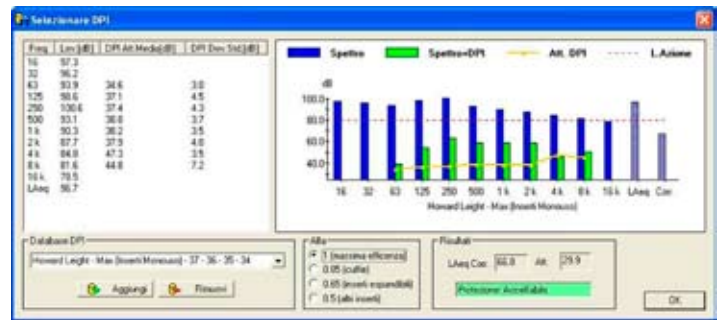 Selezionare DPI
Freq Lav [dB] DPI Att.Media[dB] DPI Dev. Std.[dB]
16 97.3
32 96.2
63 93.9 34.6 3.0
125 98.6 37.1 4.5
250 100.6 37.4 4.3
500 93.1 36.8 3.7
1 k 90.3 38.2 3.5
2 k 87.7 37.9 4.0
4 k 84.8 47.3 3.5
8 k 81.6 44.8 7.2
16 k 78.5
LAeq 96.7
Spettro Spettro+DPI Att. DPI L.Azione
dB
100.0
80.0
60.0
40.0
16 32 63 125 250 500 1 k 2 k 4 k 8 k 16 k LAeq Cor.
Howard Leight - Max (Inserti Monouso)
Database DPI
Howard Leight - Max (Inserti Monouso) - 37 - 36 - 35 - 34
Aggiungi Rimuovi
Alfa
1 (massima efficenza)
0.85 (cuffie)
0.65 (inserti espandibili)
0.5 (altri inserti)
Risultati
LAeq Cor. 66.8 Att. 29.9
Protezione: Accettabile
OK